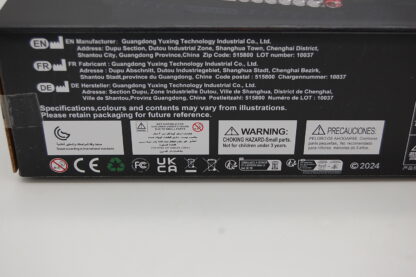 EN EN Manufacturer: Guangdong Yuxing Technology Industrial Co., Ltd.
Address: Dupu Section, Dutou Industrial Zone, Shanghua Town, Chenghai District,
Shantou City, Guangdong Province,China Zip Code: 515800 LOT Number: 10037
FR FR Fabricant : Guangdong Yuxing Technology Industrial Co., Ltd.
Adresse : Dupu Abschnitt, Dutou Industriegebiet, Shanghua Stadt, Chenghai Bezirk,
Shantou Stadt,province du Guangdong,China Code postal : 515800 Chargennummer: 10037
DE DE Hersteller: Guangdong Yuxing Technology Industrial Co., Ltd.
Adresse: Section Dupu, Zone Industrielle Dutou, Ville de Shanghua, District de Chenghai,
Ville de Shantou,Provinz Guangdong,China Postleitzahl : 515800 Numéro de LOT : 10037
Specifications,colours and contents may vary from illustrations.
Please retain packaging for future reference.
WARNING:
CHOKING HAZARD-Small parts.
Not for children under 3 years.
PRECAUCIONES:
CE UK CA
©2024